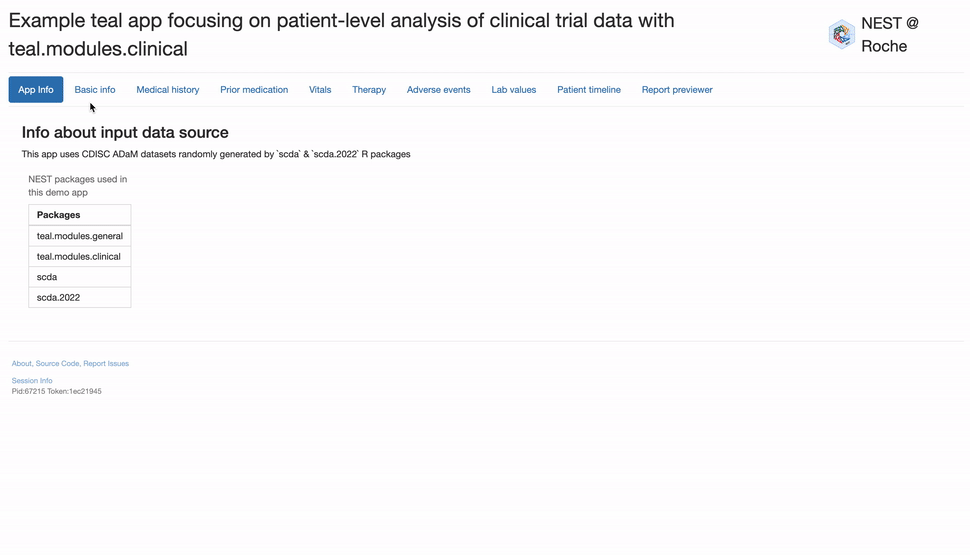 Example teal app focusing on patient-level analysis of clinical trial data with
teal.modules.clinical
NEST @
Roche
App Info
Basic info
Medical history
Prior medication
Vitals
Therapy
Adverse events
Lab values
Patient timeline
Report previewer
Info about input data source
This app uses CDISC ADaM datasets randomly generated by `scda` & `scda.2022` R packages
NEST packages used in
this demo app
Packages
teal.modules.general
teal.modules.clinical
scda
scda.2022
About, Source Code, Report Issues
Session Info
Pid:67215 Token:1ec21945